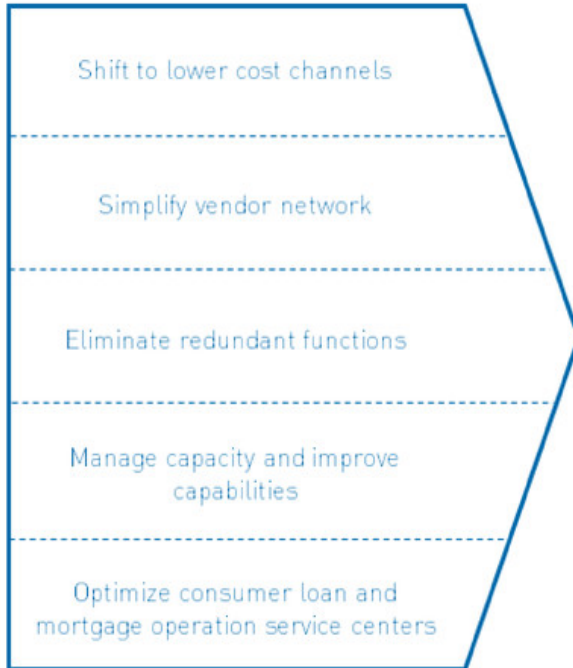 Shift to lower cost channels
Simplify vendor network
Eliminate redundant functions
Manage capacity and improve
capabilities
Optimize consumer loan and
mortgage operation service centers